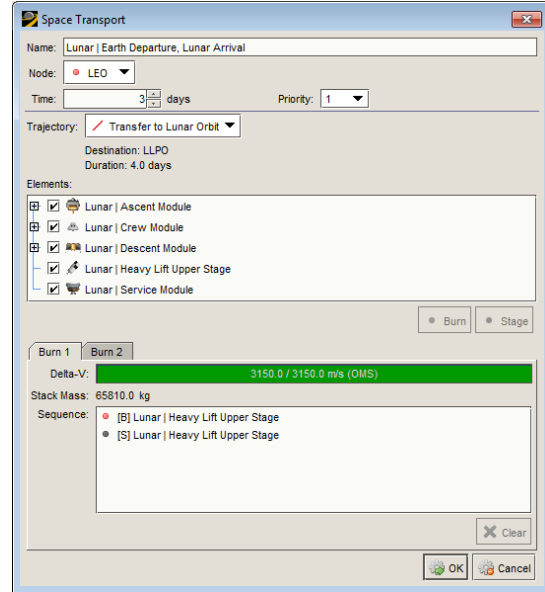 Space Transport
Name: Lunar | Earth Departure, Lunar Arrival
Node: LEO
Time: 3 days Priority: 1
Trajectory: Transfer to Lunar Orbit
Destination: LLPO
Duration: 4.0 days
Elements:
Lunar | Ascent Module
Lunar | Crew Module
Lunar | Descent Module
Lunar | Heavy Lift Upper Stage
Lunar | Service Module
Burn Stage
Burn 1 Burn 2
Delta-V: 3150.0 / 3150.0 m/s (OMS)
Stack Mass: 65810.0 kg
Sequence: [B] Lunar | Heavy Lift Upper Stage
[S] Lunar | Heavy Lift Upper Stage
Clear
OK Cancel